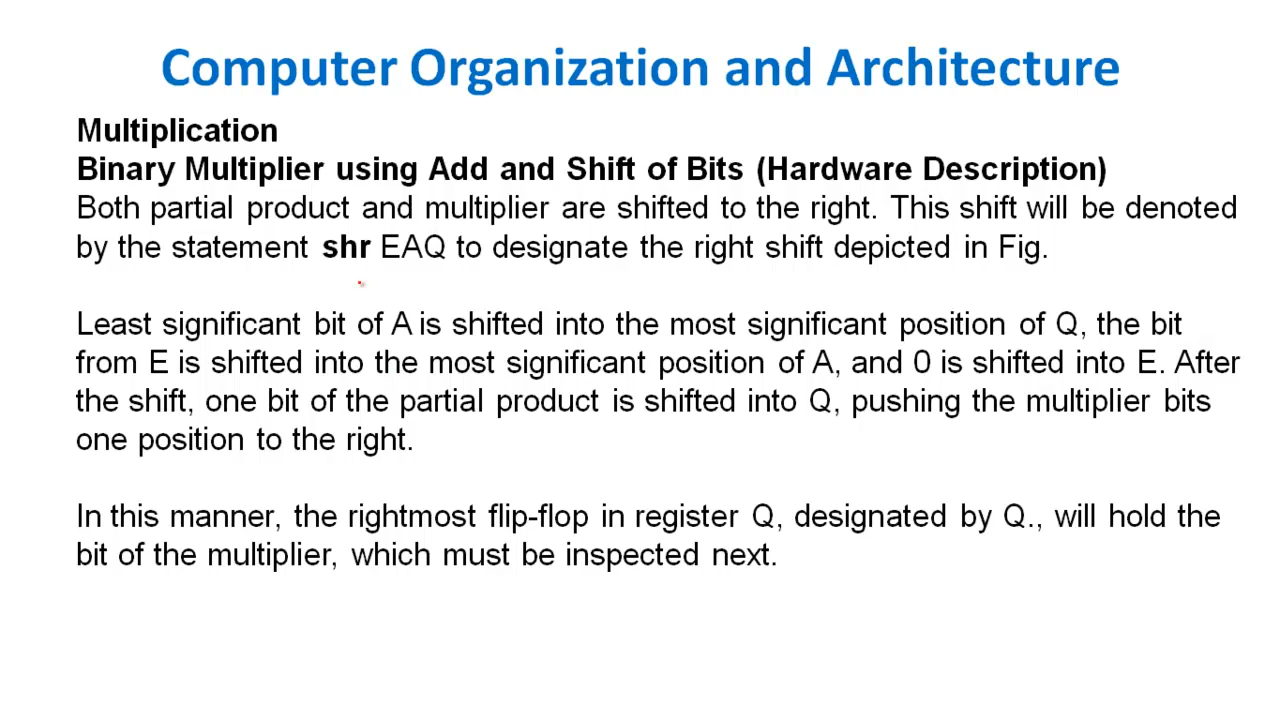 Computer Organization and Architecture
Multiplication
Binary Multiplier using Add and Shift of Bits (Hardware Description)
Both partial product and multiplier are shifted to the right. This shift will be denoted
by the statement shr EAQ to designate the right shift depicted in Fig.
Least significant bit of A is shifted into the most significant position of Q, the bit
from E is shifted into the most significant position of A, and 0 is shifted into E. After
the shift, one bit of the partial product is shifted into Q, pushing the multiplier bits
one position to the right.
In this manner, the rightmost flip-flop in register Q, designated by Q., will hold the
bit of the multiplier, which must be inspected next.